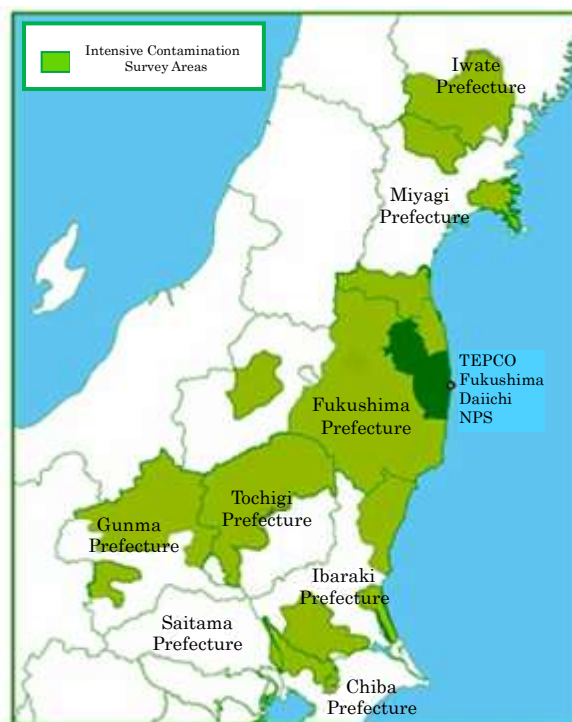 Intensive Contamination
Survey Areas
Iwate
Prefecture
Miyagi
Prefecture
TEPCO
Fukushima
Daiichi
NPS
Fukushima
Prefecture
Tochigi
Prefecture
Gunma
Prefecture
Ibaraki
Prefecture
Saitama
Prefecture
Chiba
Prefecture